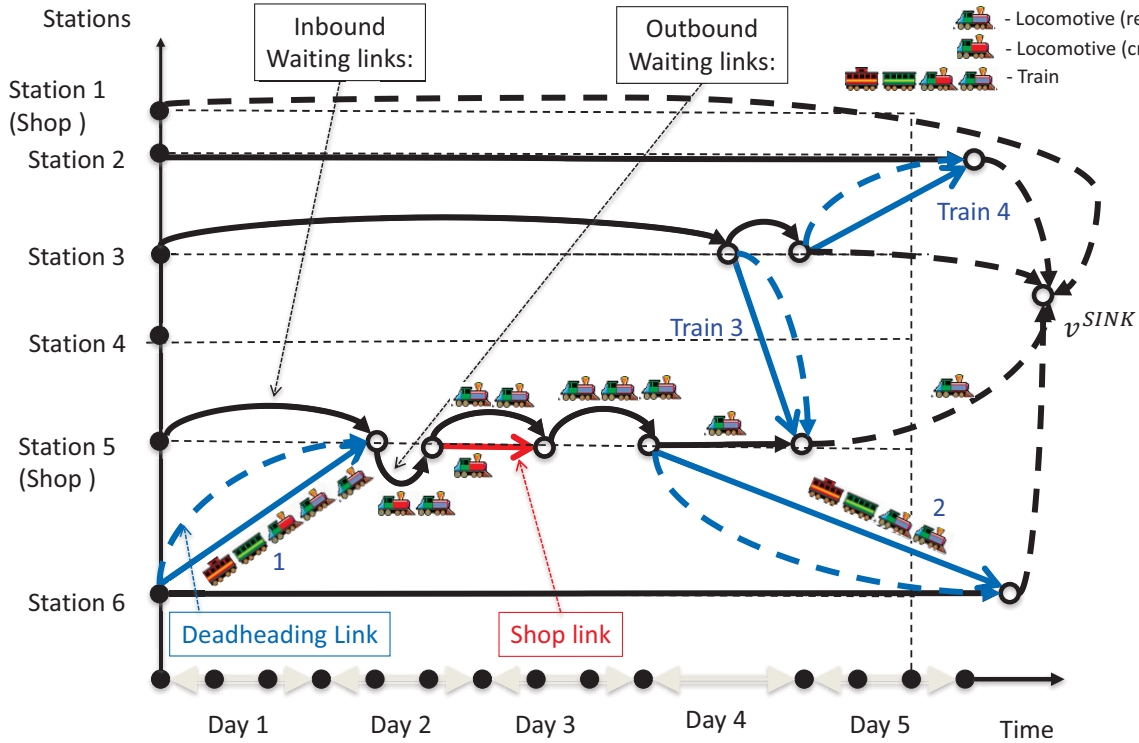 Stations
Inbound
Waiting links:
Outbound
Waiting links:
- Locomotive (re
- Locomotive (cr
- Train
Station 1
(Shop )
Station 2
Train 4
Station 3
v^SINK
Train 3
Station 4
Station 5
(Shop )
2
1
Station 6
Deadheading Link
Shop link
Day 1
Day 2
Day 3
Day 4
Day 5
Time